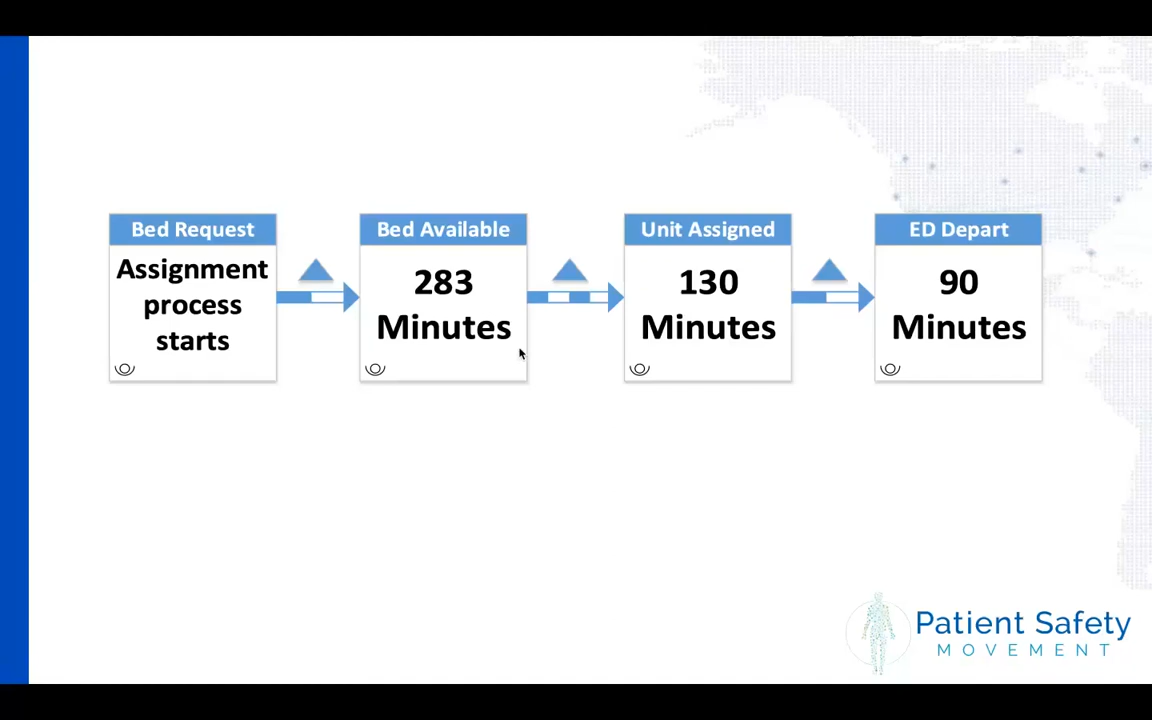 Bed Request
Assignment
process
starts
Bed Available
283
Minutes
Unit Assigned
130
Minutes
ED Depart
90
Minutes
Patient Safety
MOVEMENT